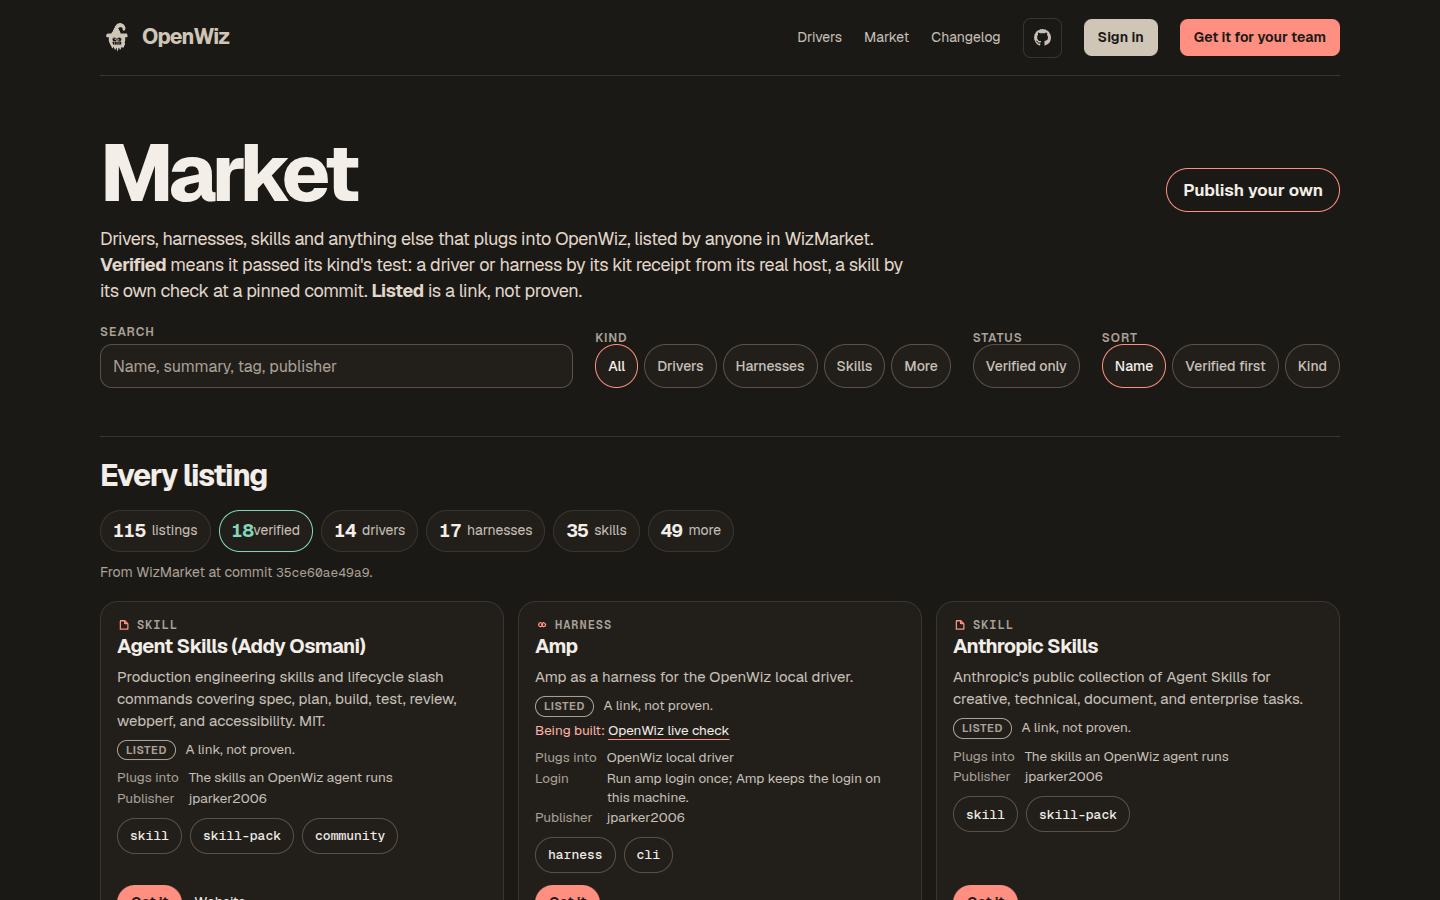 OpenWiz
Drivers
Market
Changelog
Sign in
Get it for your team
Market
Publish your own
Drivers, harnesses, skills and anything else that plugs into OpenWiz, listed by anyone in WizMarket.
Verified means it passed its kind's test: a driver or harness by its kit receipt from its real host, a skill by
its own check at a pinned commit. Listed is a link, not proven.
SEARCH
Name, summary, tag, publisher
KIND
All
Drivers
Harnesses
Skills
More
STATUS
Verified only
SORT
Name
Verified first
Kind
Every listing
115 listings
18verified
14 drivers
17 harnesses
35 skills
49 more
From WizMarket at commit 35ce60ae49a9.
SKILL
Agent Skills (Addy Osmani)
Production engineering skills and lifecycle slash
commands covering spec, plan, build, test, review,
webperf, and accessibility. MIT.
LISTED A link, not proven.
Plugs into The skills an OpenWiz agent runs
Publisher jparker2006
skill
skill-pack
community
Get it
Website
HARNESS
Amp
Amp as a harness for the OpenWiz local driver.
LISTED A link, not proven.
Being built: OpenWiz live check
Plugs into OpenWiz local driver
Login Run amp login once; Amp keeps the login on
this machine.
Publisher jparker2006
harness
cli
Get it
SKILL
Anthropic Skills
Anthropic's public collection of Agent Skills for
creative, technical, document, and enterprise tasks.
LISTED A link, not proven.
Plugs into The skills an OpenWiz agent runs
Publisher jparker2006
skill
skill-pack
Get it